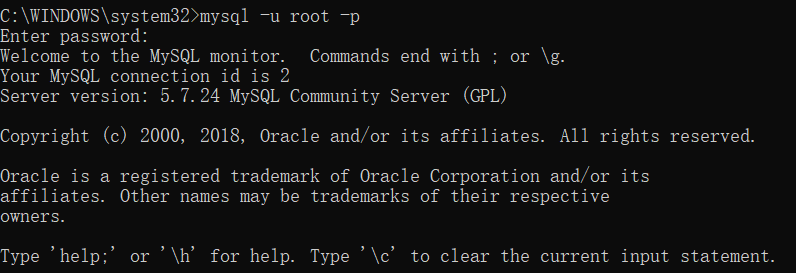 C:\WINDOWS\system32>mysql -u root -p
Enter password:
Welcome to the MySQL monitor.  Commands end with ; or \g.
Your MySQL connection id is 2
Server version: 5.7.24 MySQL Community Server (GPL)
Copyright (c) 2000, 2018, Oracle and/or its affiliates. All rights reserved.
Oracle is a registered trademark of Oracle Corporation and/or its
affiliates. Other names may be trademarks of their respective
owners.
Type 'help;' or '\h' for help. Type '\c' to clear the current input statement.